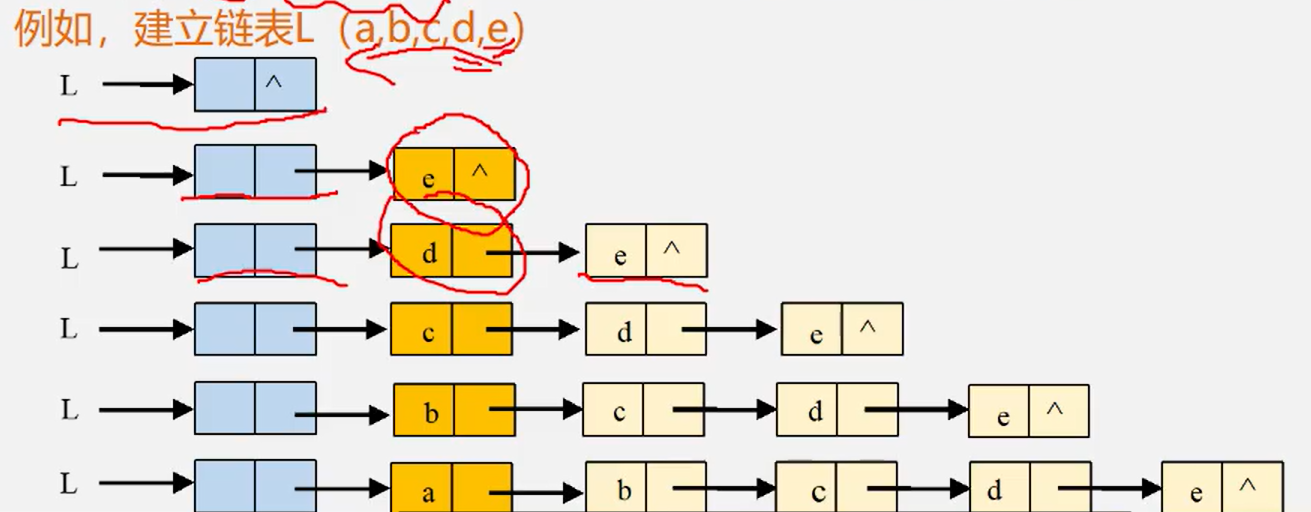 例如，建立链表L（a,b,c,d,e）
L ^
L e ^
L d e ^
L c d e ^
L b c d e ^
L a b c d e ^